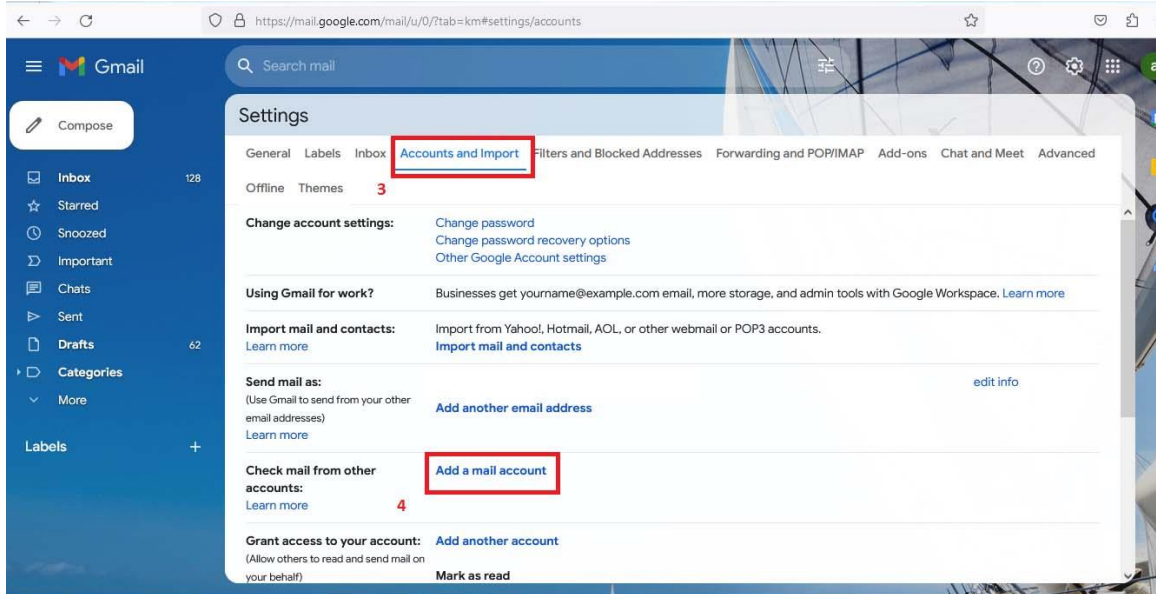 https://mail.google.com/mail/u/0/?tab=km#settings/accounts
Gmail
Search mail
Compose
Inbox 128
Starred
Snoozed
Important
Chats
Sent
Drafts 62
Categories
More
Labels +
Settings
General Labels Inbox Accounts and Import Filters and Blocked Addresses Forwarding and POP/IMAP Add-ons Chat and Meet Advanced
Offline Themes 3
Change account settings: Change password
Change password recovery options
Other Google Account settings
Using Gmail for work? Businesses get yourname@example.com email, more storage, and admin tools with Google Workspace. Learn more
Import mail and contacts: Import from Yahoo!, Hotmail, AOL, or other webmail or POP3 accounts.
Learn more Import mail and contacts
Send mail as: edit info
(Use Gmail to send from your other
email addresses) Add another email address
Learn more
Check mail from other Add a mail account
accounts:
Learn more 4
Grant access to your account: Add another account
(Allow others to read and send mail on
your behalf) Mark as read